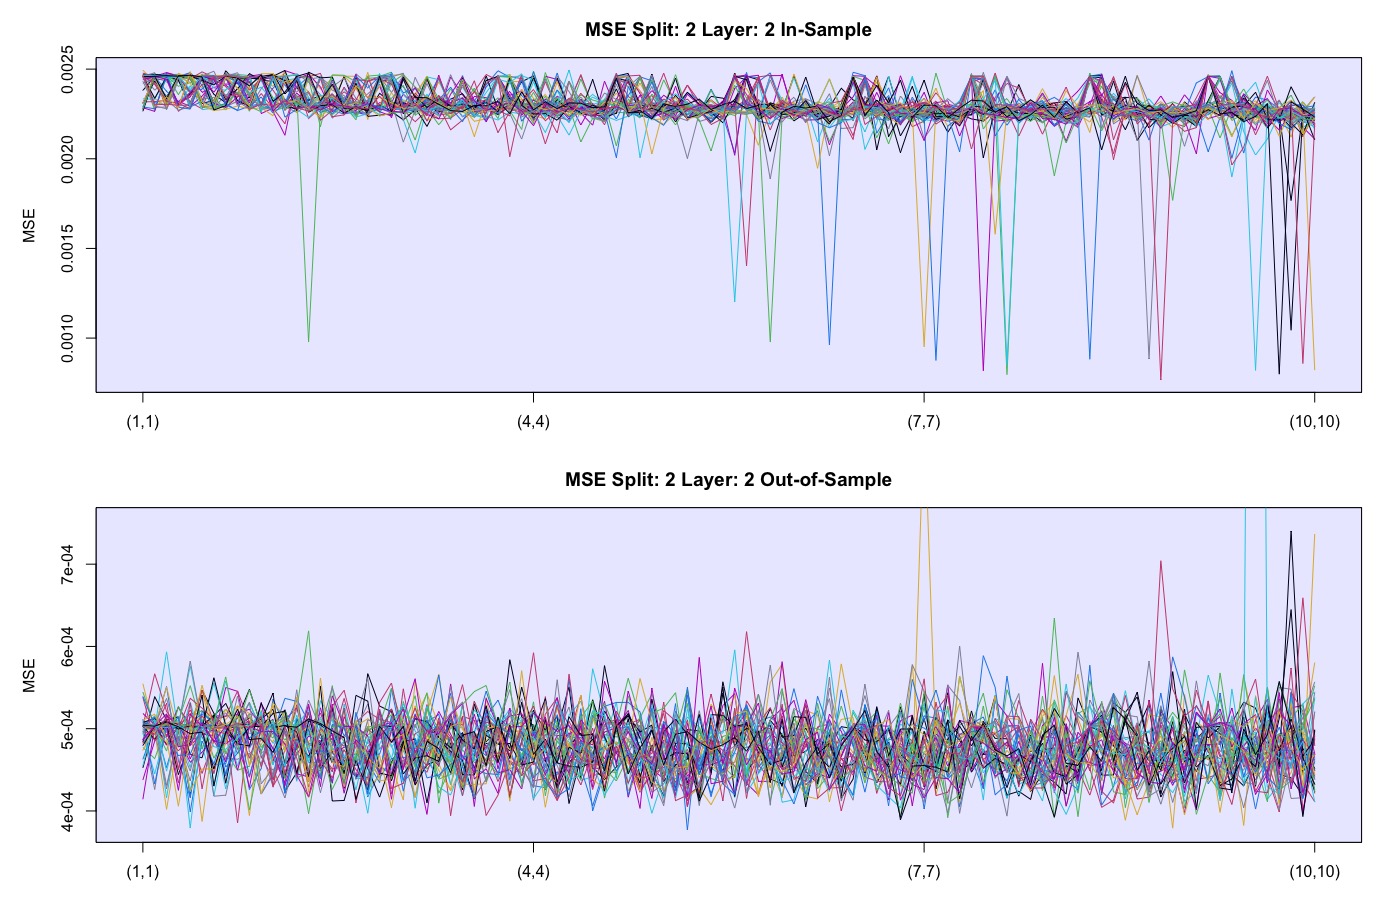 MSE Split: 2 Layer: 2 In-Sample
MSE
0.0025
0.0020
0.0015
0.0010
(1,1)
(4,4)
(7,7)
(10,10)
MSE Split: 2 Layer: 2 Out-of-Sample
MSE
7e-04
6e-04
5e-04
4e-04
(1,1)
(4,4)
(7,7)
(10,10)